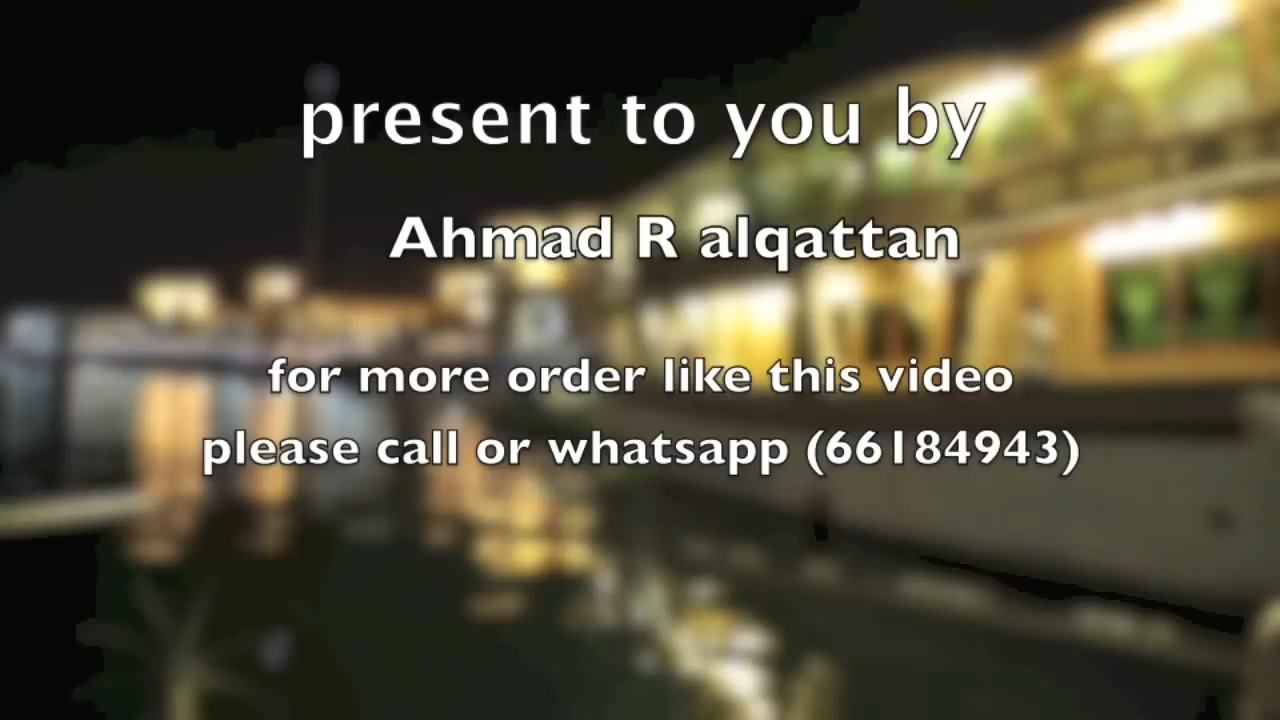 present to you by
Ahmad R alqattan
for more order like this video
please call or whatsapp (66184943)